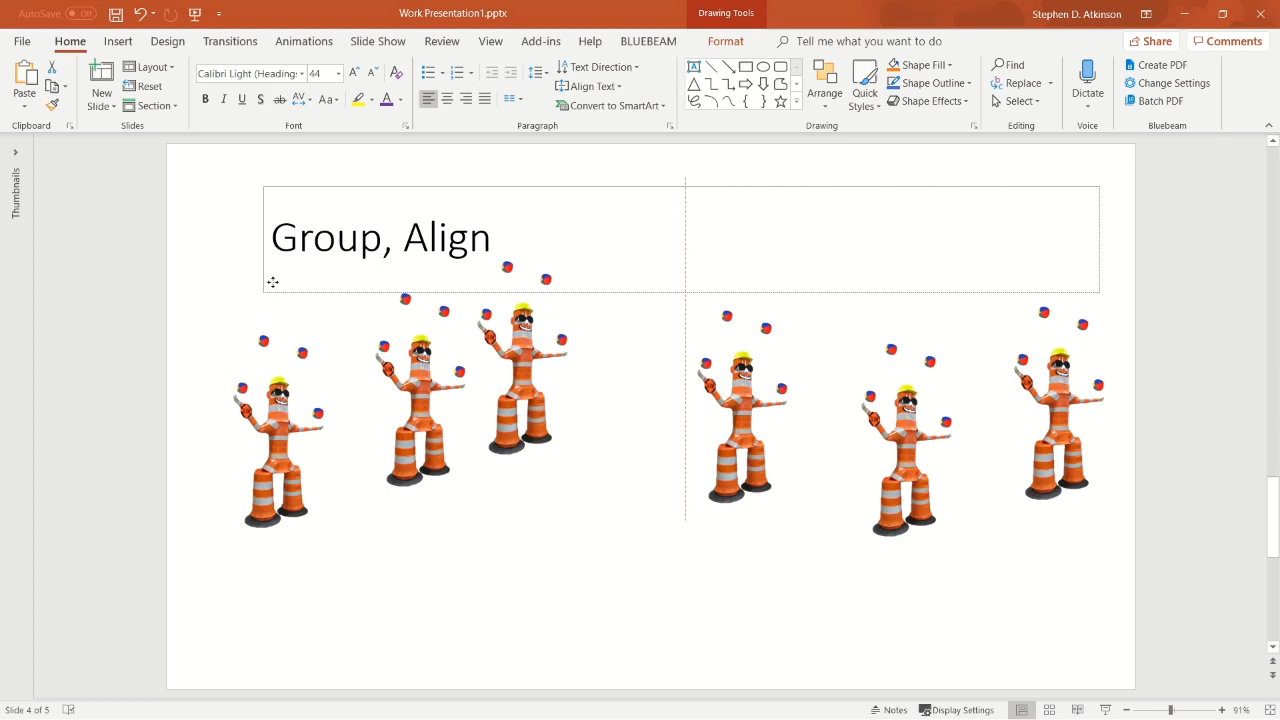 AutoSave Off
Work Presentation1.pptx
Drawing Tools
Stephen D. Atkinson
File Home Insert Design Transitions Animations Slide Show Review View Add-ins Help BLUEBEAM Format Tell me what you want to do Share Comments
Paste
Clipboard
New
Slide
Layout
Reset
Section
Slides
Calibri Light (Headings 44
B I U S ab AV Aa A
Font
Text Direction
Align Text
Convert to SmartArt
Paragraph
Arrange
Quick
Styles
Shape Fill
Shape Outline
Shape Effects
Drawing
Find
Replace
Select
Editing
Dictate
Voice
Create PDF
Change Settings
Batch PDF
Bluebeam
Thumbnails
Group, Align
Slide 4 of 5
Notes
Display Settings
91%